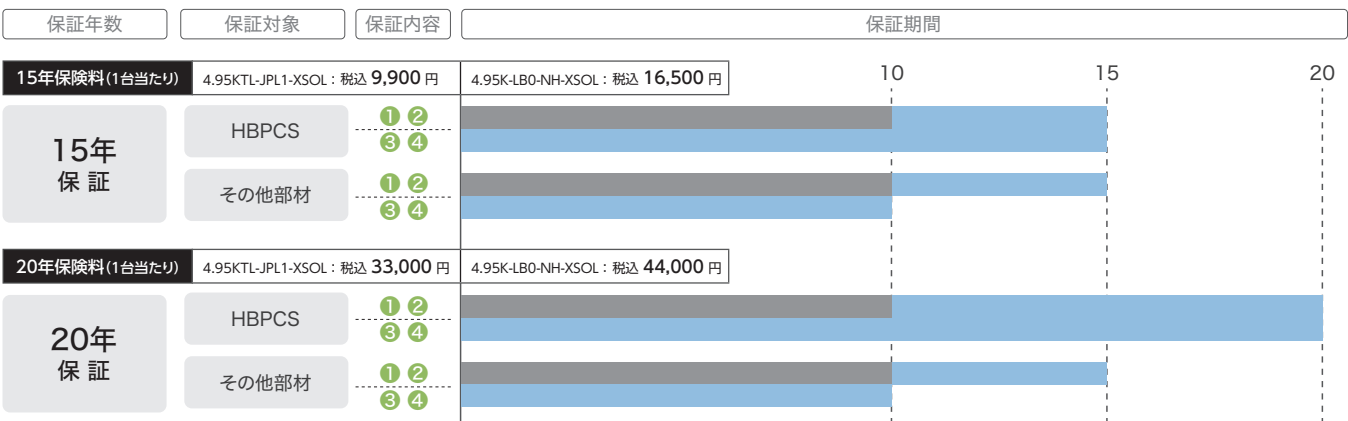 保証年数 保証対象 保証内容 保証期間
15年保険料(1台当たり) 4.95KTL-JPL1-XSOL：税込 9,900 円 4.95K-LB0-NH-XSOL：税込 16,500 円 10 15 20
15年
保 証
HBPCS
❶ ❷
❸ ❹
その他部材
❶ ❷
❸ ❹
20年保険料(1台当たり) 4.95KTL-JPL1-XSOL：税込 33,000 円 4.95K-LB0-NH-XSOL：税込 44,000 円
20年
保 証
HBPCS
❶ ❷
❸ ❹
その他部材
❶ ❷
❸ ❹